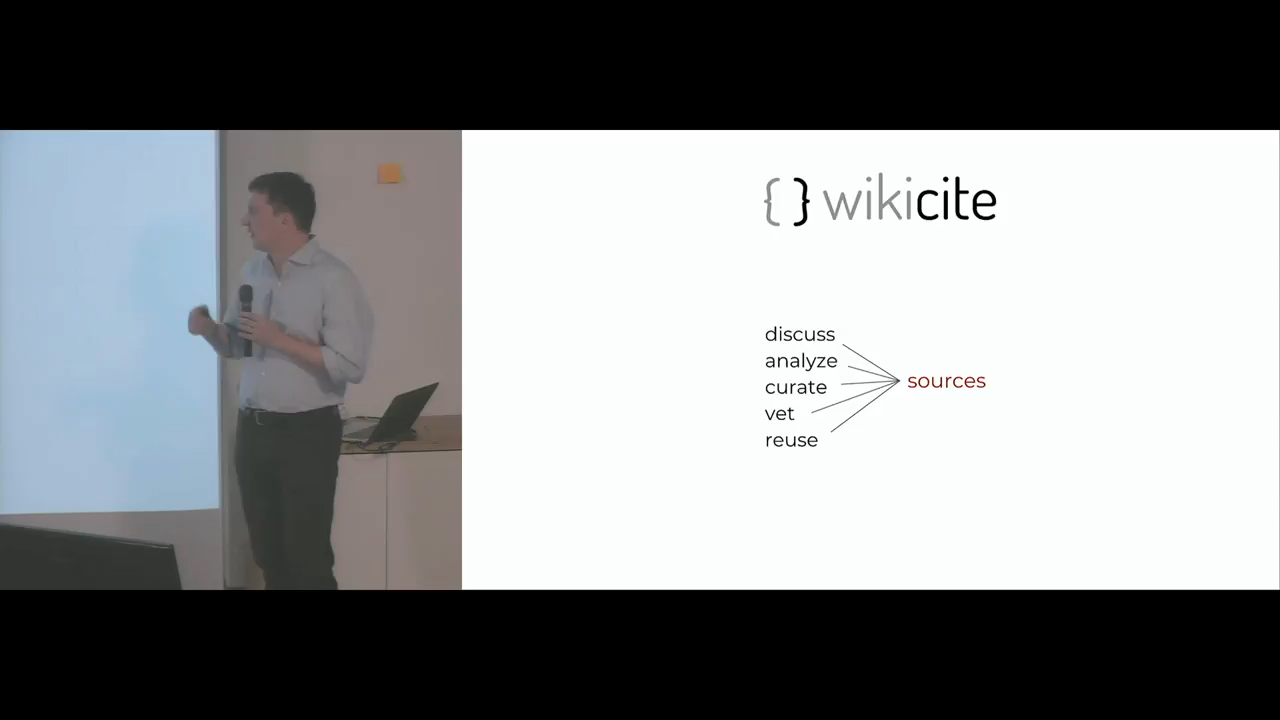 { } wikicite
discuss
analyze
curate
vet
reuse
sources